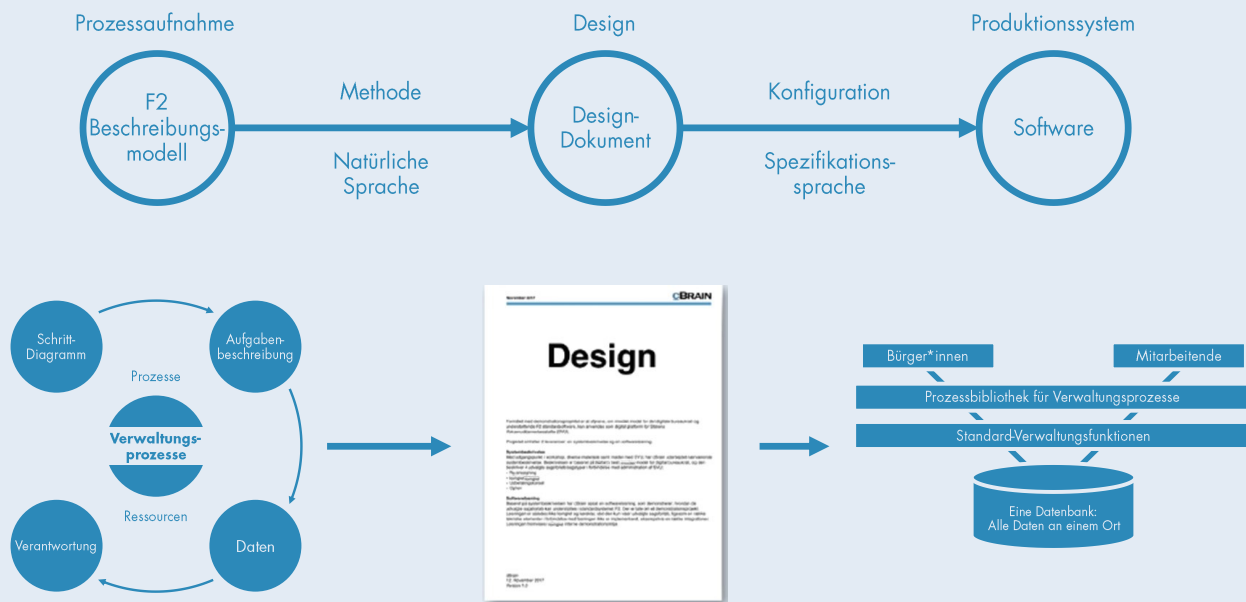 Prozessaufnahme
Design
Produktionssystem
F2
Beschreibungs-
modell
Methode
Natürliche
Sprache
Design-
Dokument
Konfiguration
Spezifikations-
sprache
Software
Schritt-
Diagramm
Aufgaben-
beschreibung
Prozesse
Verwaltungs-
prozesse
Ressourcen
Verantwortung
Daten
November 2017
cBRAIN
Design
Bürger*innen
Mitarbeitende
Prozessbibliothek für Verwaltungsprozesse
Standard-Verwaltungsfunktionen
Eine Datenbank:
Alle Daten an einem Ort